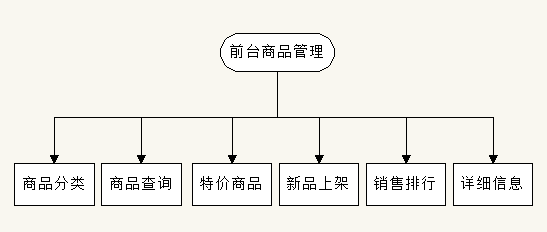 前台商品管理
商品分类
商品查询
特价商品
新品上架
销售排行
详细信息